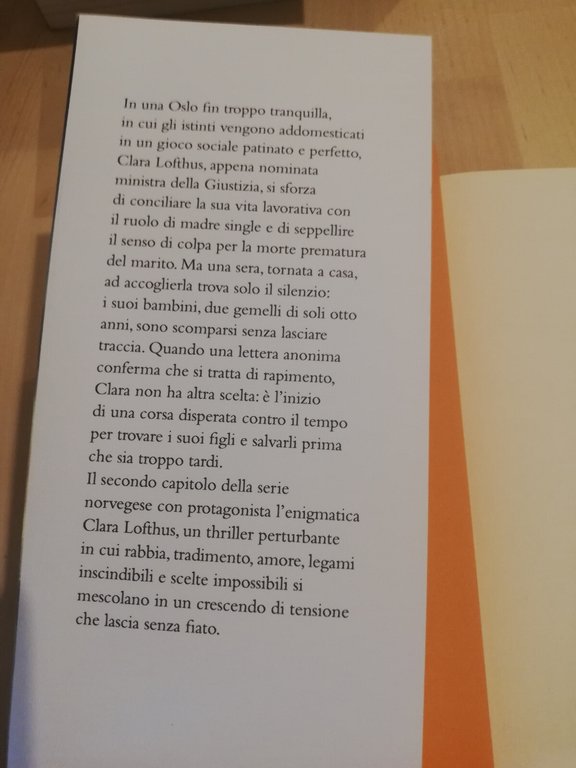 In una Oslo fin troppo tranquilla,
in cui gli istinti vengono addomesticati
in un gioco sociale patinato e perfetto,
Clara Lofthus, appena nominata
ministra della Giustizia, si sforza
di conciliare la sua vita lavorativa con
il ruolo di madre single e di seppellire
il senso di colpa per la morte prematura
del marito. Ma una sera, tornata a casa,
ad accoglierla trova solo il silenzio:
i suoi bambini, due gemelli di soli otto
anni, sono scomparsi senza lasciare
traccia. Quando una lettera anonima
conferma che si tratta di rapimento,
Clara non ha altra scelta: è l'inizio
di una corsa disperata contro il tempo
per trovare i suoi figli e salvarli prima
che sia troppo tardi.
Il secondo capitolo della serie
norvegese con protagonista l'enigmatica
Clara Lofthus, un thriller perturbante
in cui rabbia, tradimento, amore, legami
inscindibili e scelte impossibili si
mescolano in un crescendo di tensione
che lascia senza fiato.